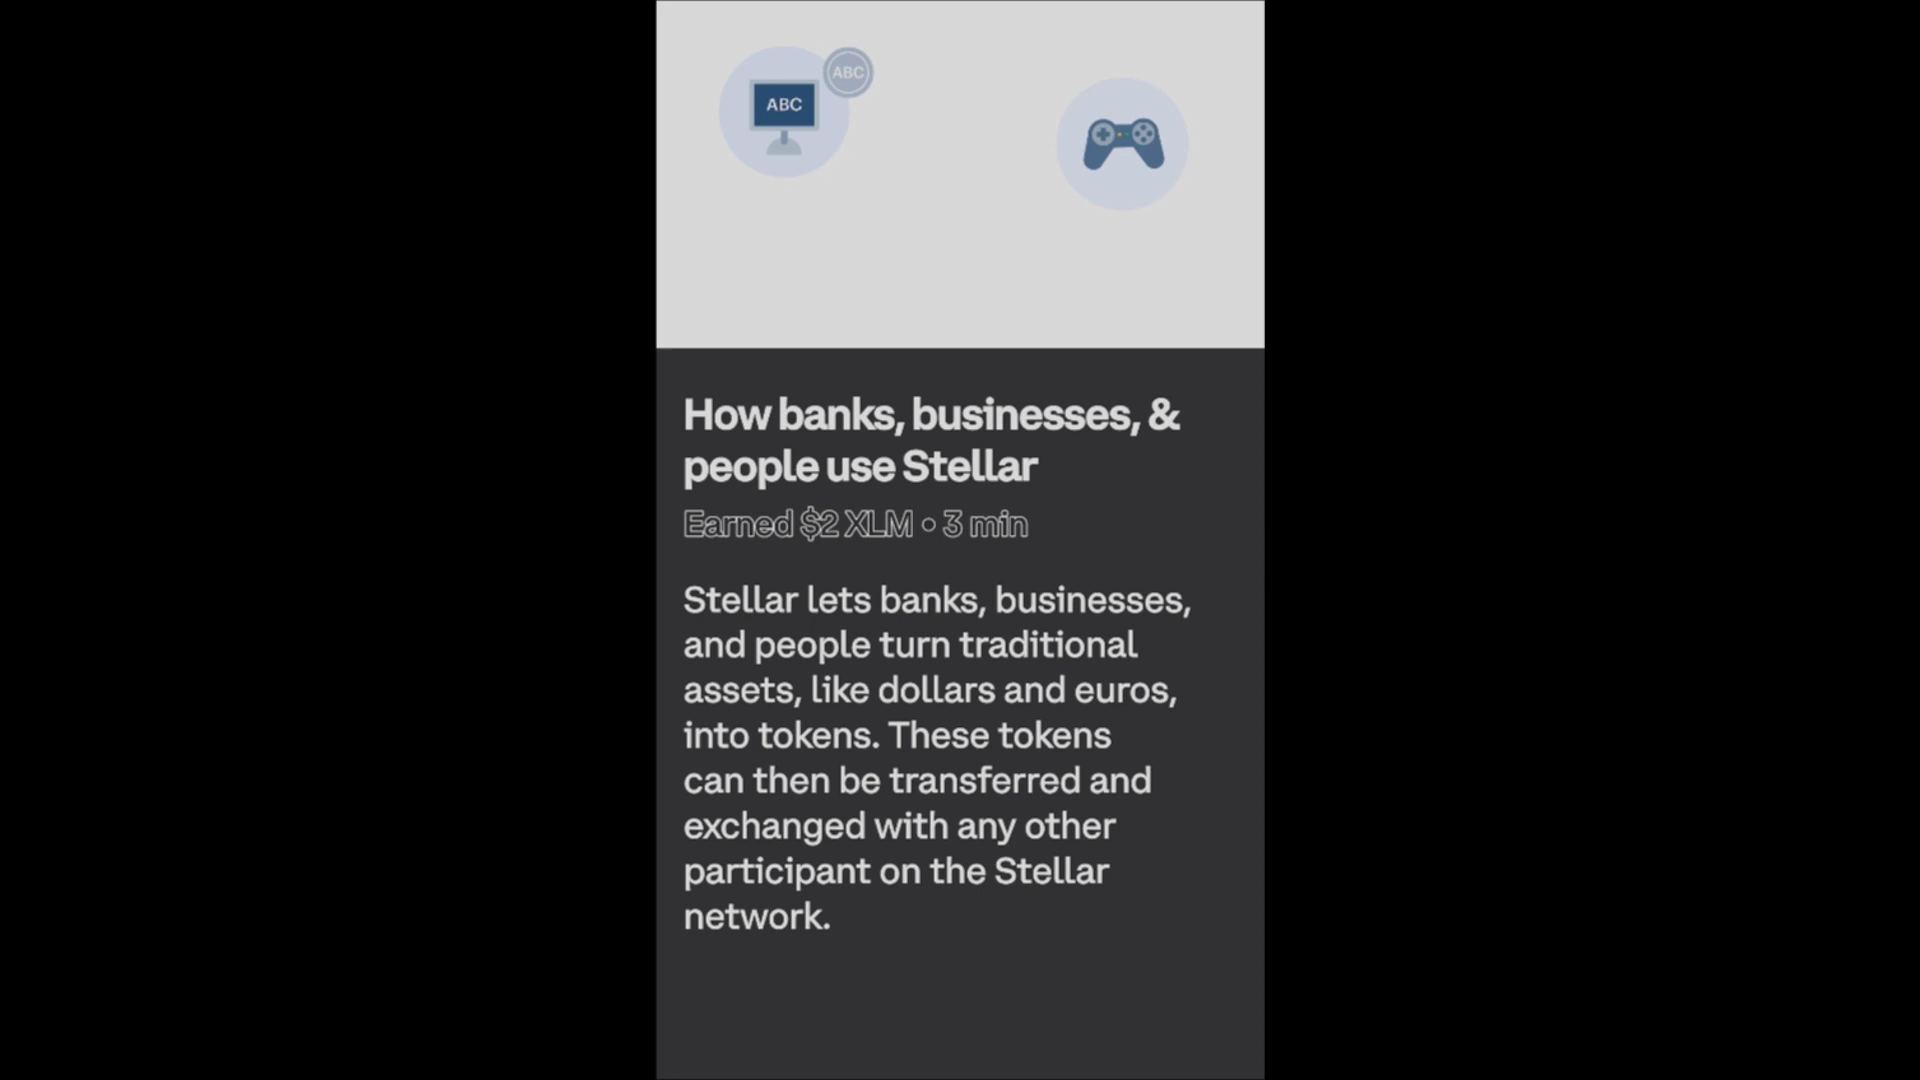 ABC
ABC
How banks, businesses, &
people use Stellar
Earned $2 XLM • 3 min
Stellar lets banks, businesses,
and people turn traditional
assets, like dollars and euros,
into tokens. These tokens
can then be transferred and
exchanged with any other
participant on the Stellar
network.